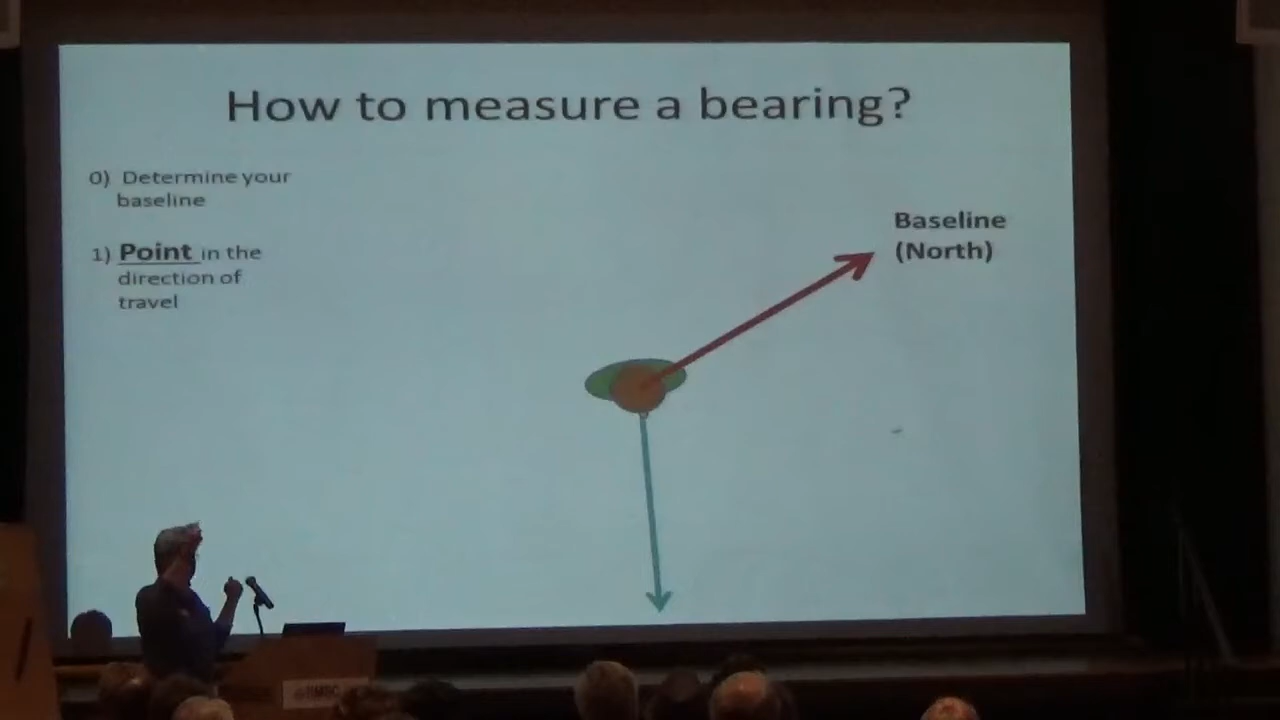 How to measure a bearing?
0) Determine your
baseline
1) Point in the
direction of
travel
Baseline
(North)